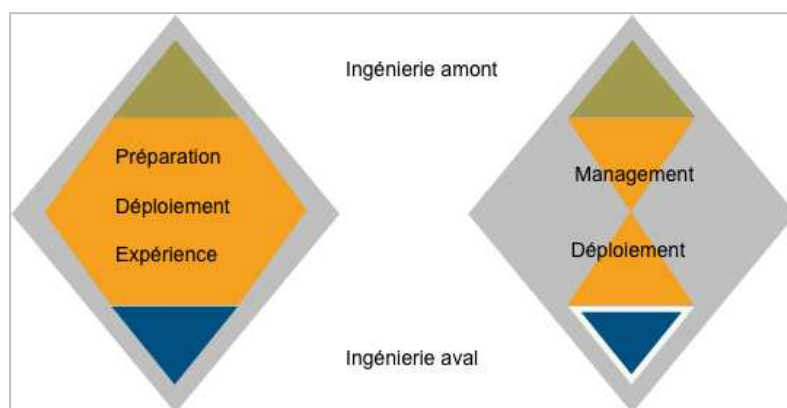 Ingénierie amont
Préparation
Déploiement
Expérience
Management
Déploiement
Ingénierie aval